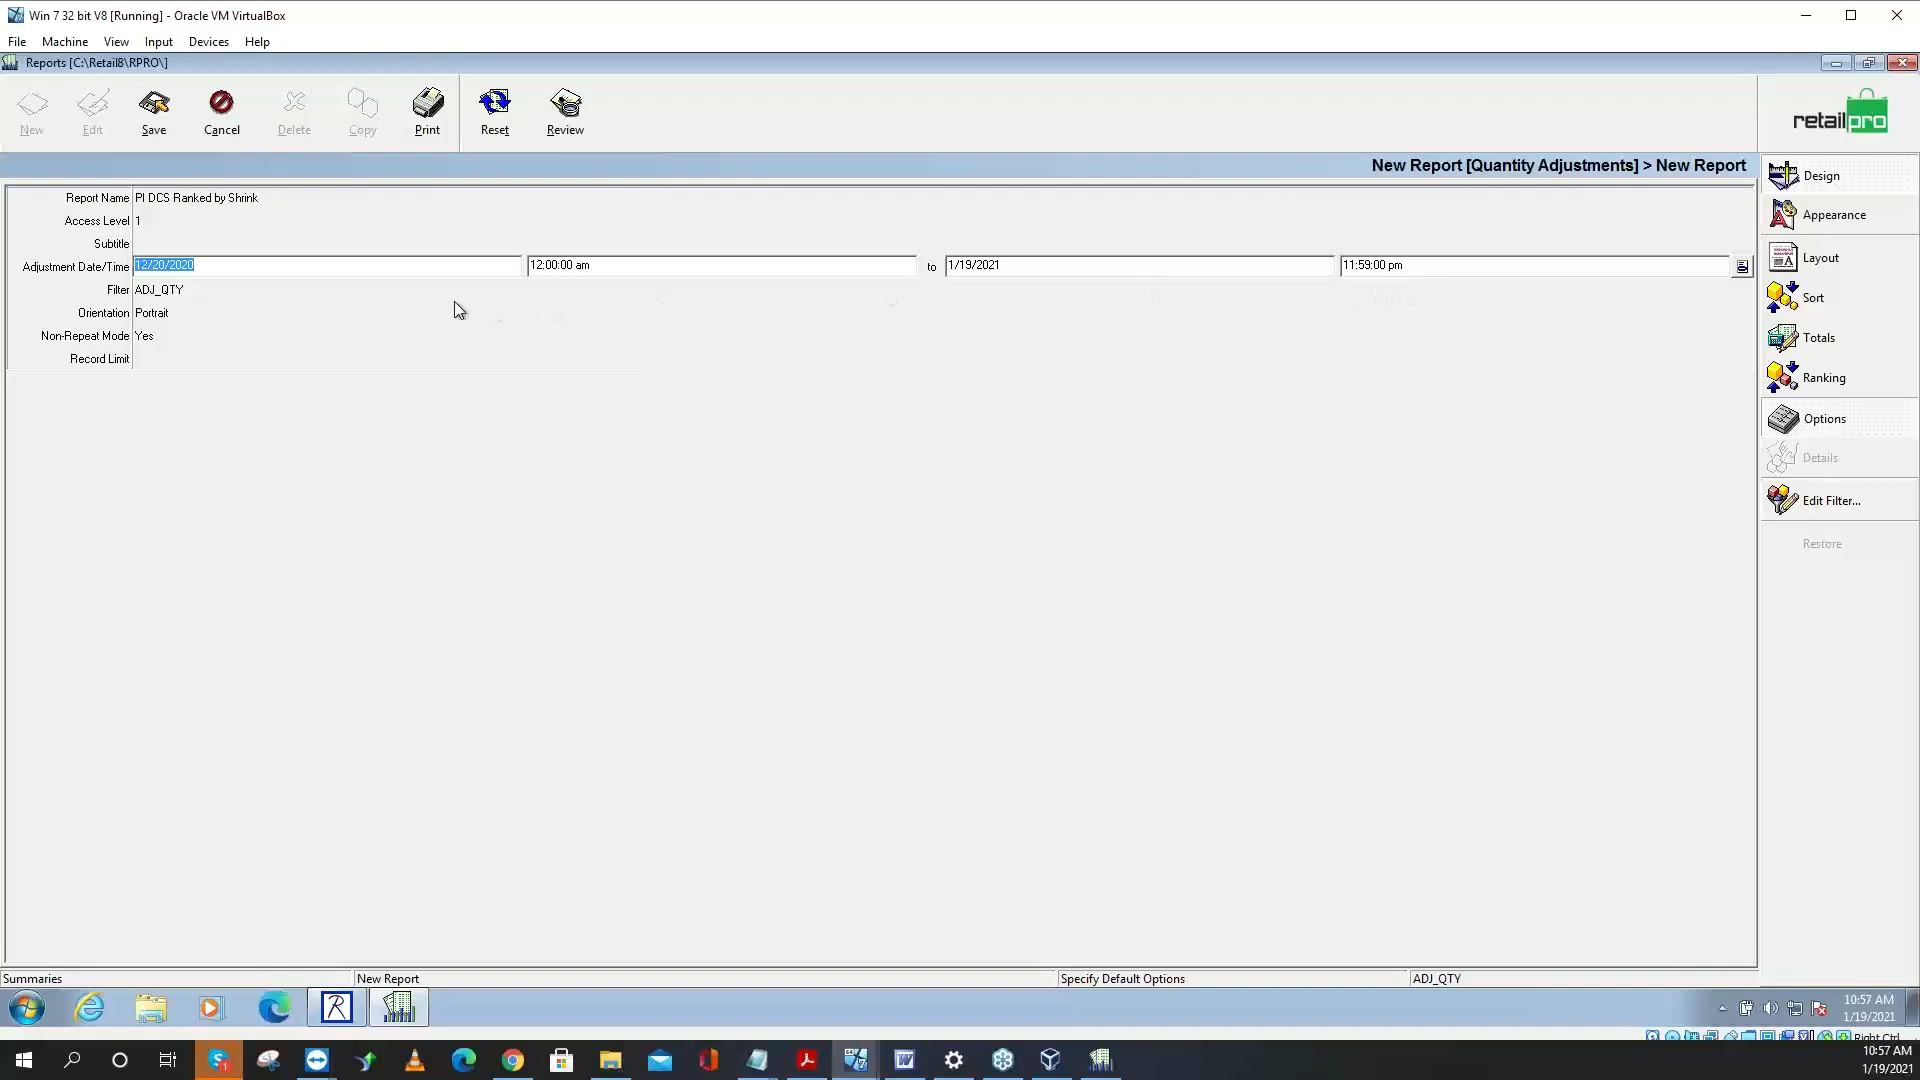 Win 7 32 bit V8 [Running] - Oracle VM VirtualBox
File Machine View Input Devices Help
Reports [C:\Retail8\RPRO\]
New Edit Save Cancel Delete Copy Print Reset Review
retailpro
New Report [Quantity Adjustments] > New Report
Report Name PI DCS Ranked by Shrink
Access Level 1
Subtitle
Adjustment Date/Time 12/20/2020 12:00:00 am to 1/19/2021 11:59:00 pm
Filter ADJ_QTY
Orientation Portrait
Non-Repeat Mode Yes
Record Limit
Design
Appearance
Layout
Sort
Totals
Ranking
Options
Details
Edit Filter...
Restore
Summaries New Report Specify Default Options ADJ_QTY
10:57 AM
1/19/2021
Right Ctrl
10:57 AM
1/19/2021